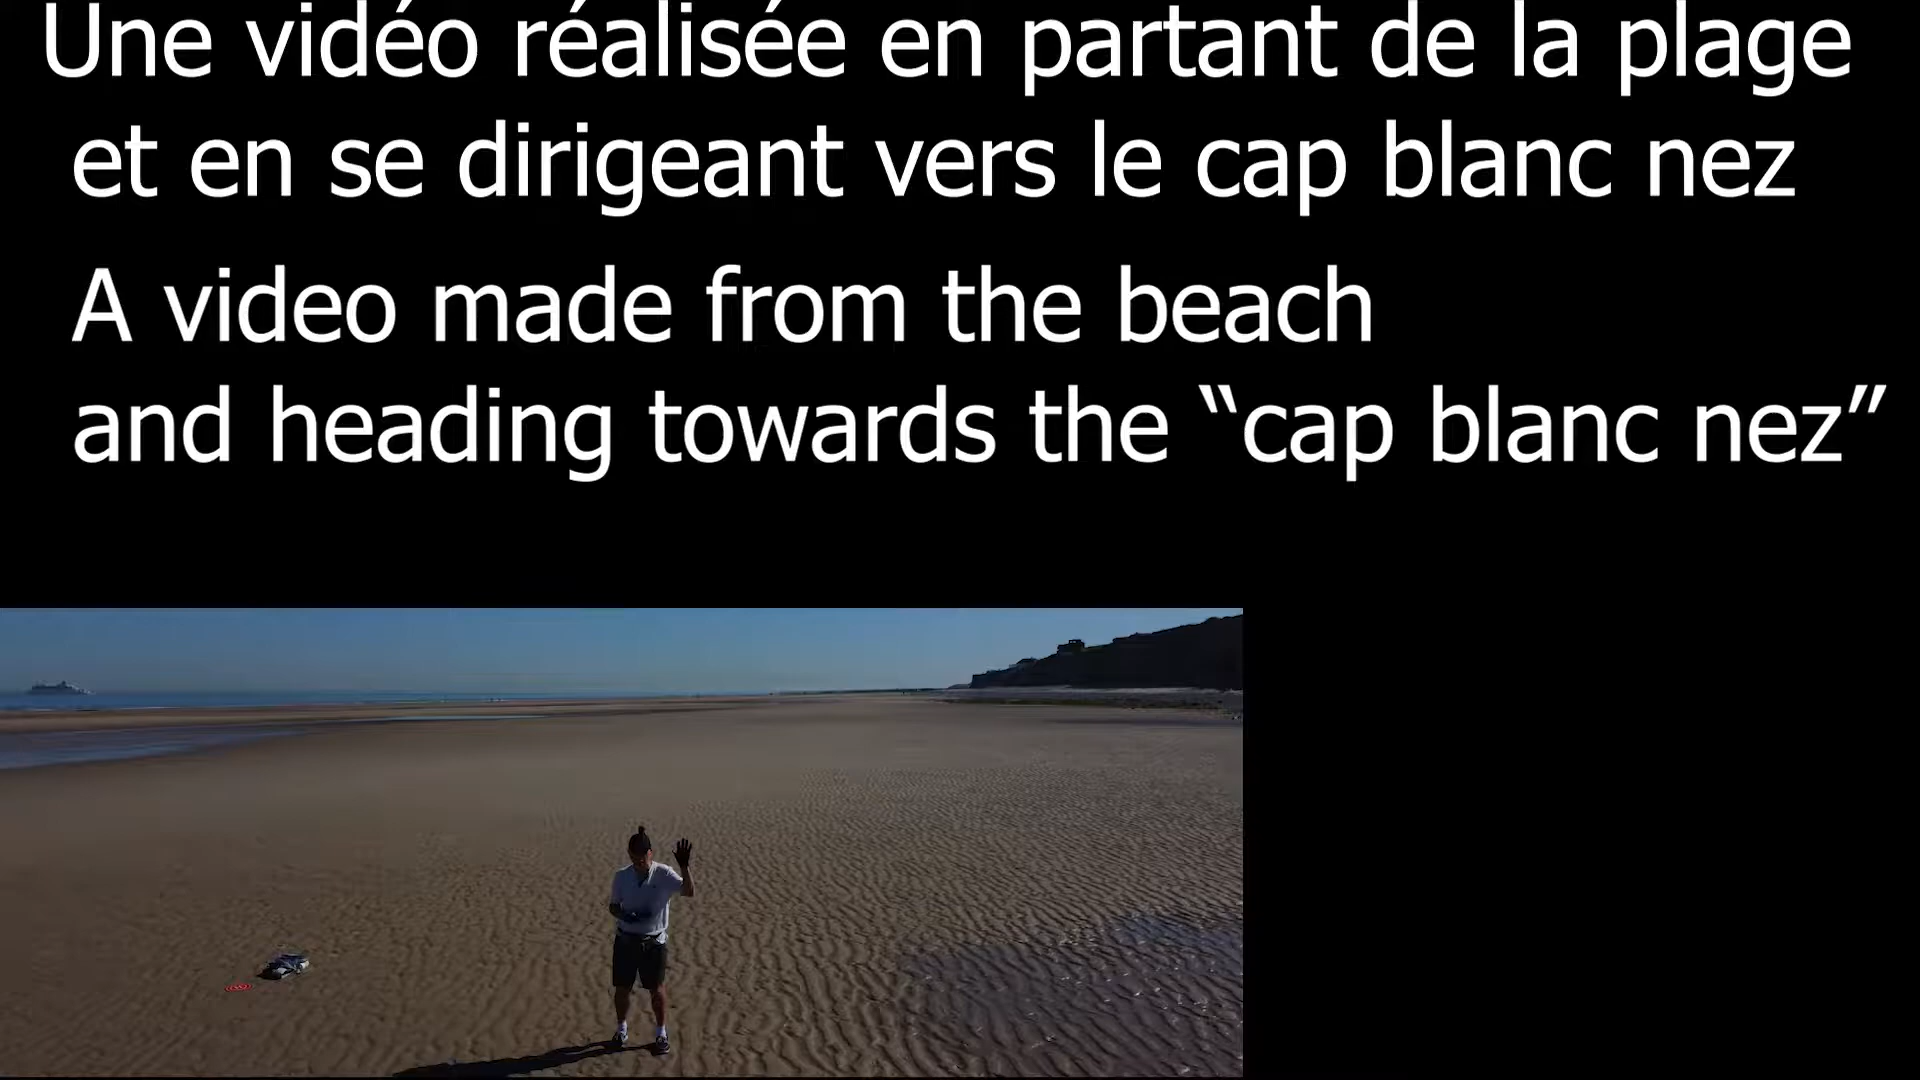 Une vidéo réalisée en partant de la plage
et en se dirigeant vers le cap blanc nez
A video made from the beach
and heading towards the “cap blanc nez”